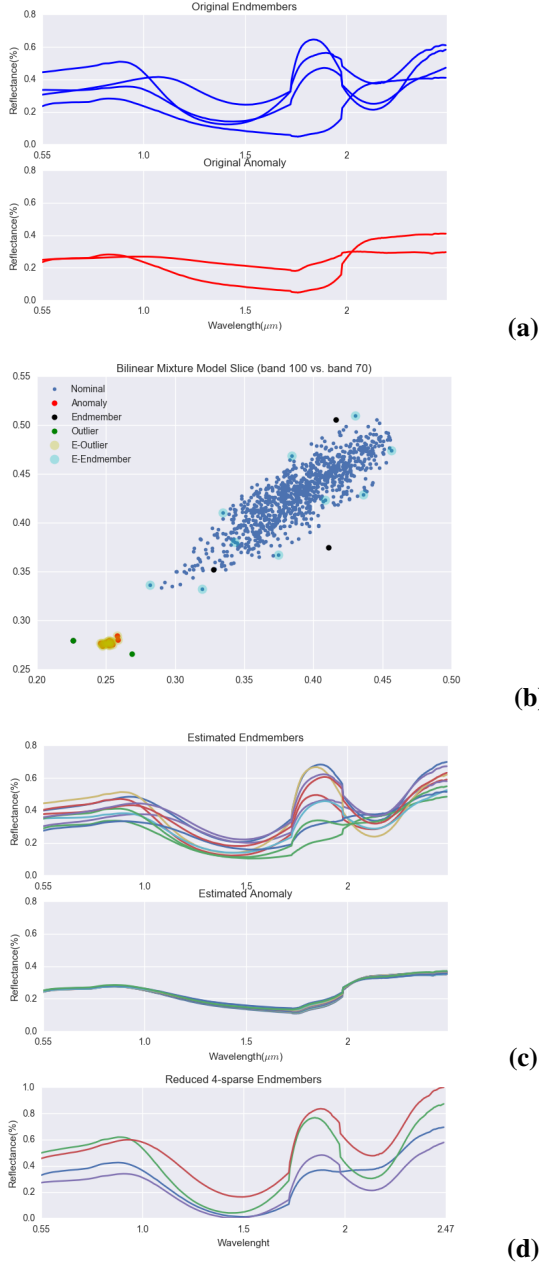 Original Endmembers
0.8
0.6
0.4
0.2
0.0
Reflectance(%)
0.55 1.0 1.5 2
Original Anomaly
0.8
0.6
0.4
0.2
0.0
Reflectance(%)
0.55 1.0 1.5 2
Wavelength(μm)
(a)
Bilinear Mixture Model Slice (band 100 vs. band 70)
0.55
0.50
0.45
0.40
0.35
0.30
0.25
Nominal
Anomaly
Endmember
Outlier
E-Outlier
E-Endmember
0.20 0.25 0.30 0.35 0.40 0.45 0.50
(b)
Estimated Endmembers
0.8
0.6
0.4
0.2
0.0
Reflectance(%)
0.55 1.0 1.5 2
Estimated Anomaly
0.8
0.6
0.4
0.2
0.0
Reflectance(%)
0.55 1.0 1.5 2
Wavelength(μm)
(c)
Reduced 4-sparse Endmembers
1.0
0.8
0.6
0.4
0.2
0.0
Reflectance(%)
0.55 1.0 1.5 2 2.47
Wavelenght
(d)